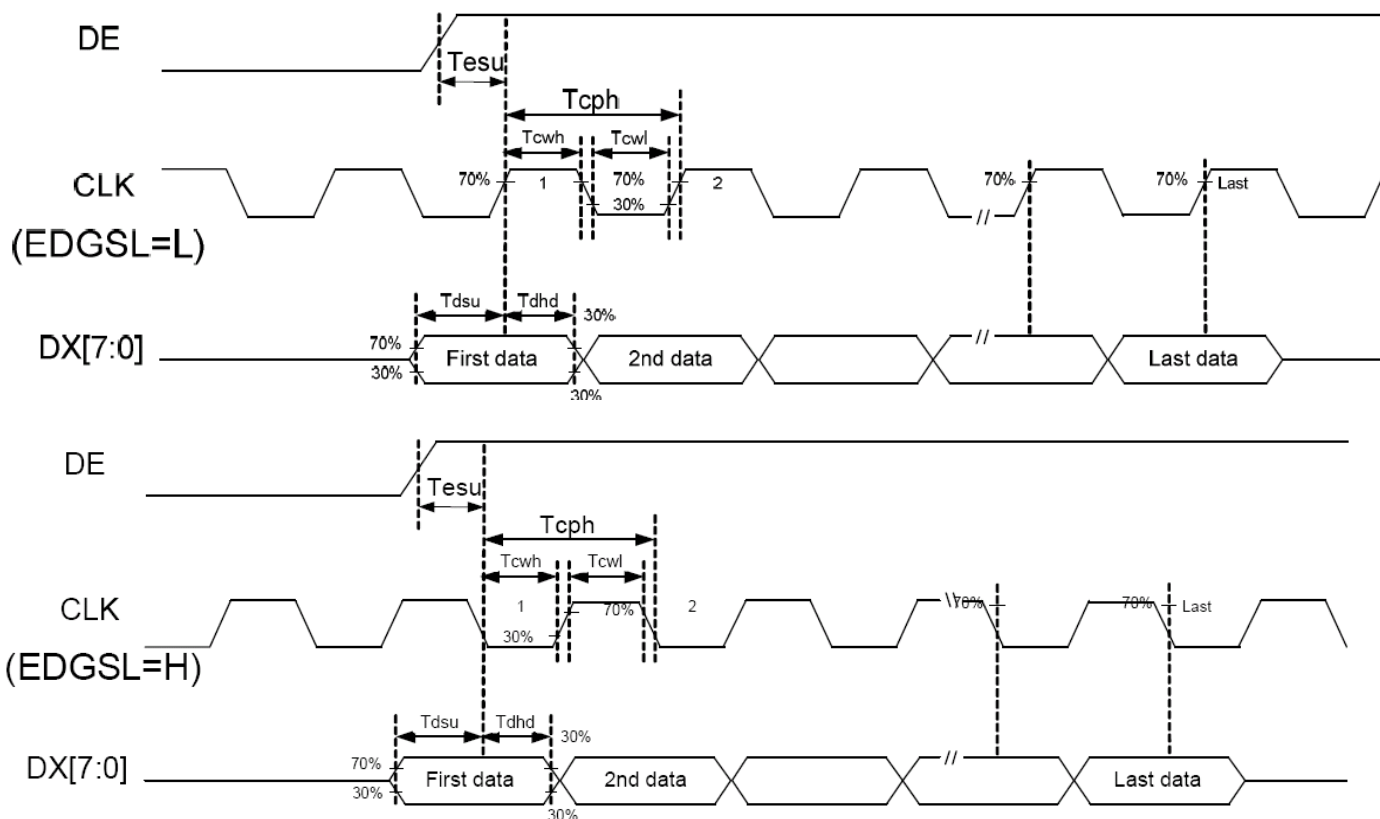 DE
Tesu
Tcph
Tcwh Tcwl
CLK 70% 1 70% 2 70% 70% Last
30% //
(EDGSL=L)
Tdsu Tdhd
30%
DX[7:0] 70% First data 2nd data // Last data
30%
30%
DE
Tesu
Tcph
Tcwh Tcwl
CLK 1 70% 2 \\ 70% 70% Last
30%
(EDGSL=H)
Tdsu Tdhd
30%
DX[7:0] 70% First data 2nd data // Last data
30%
30%